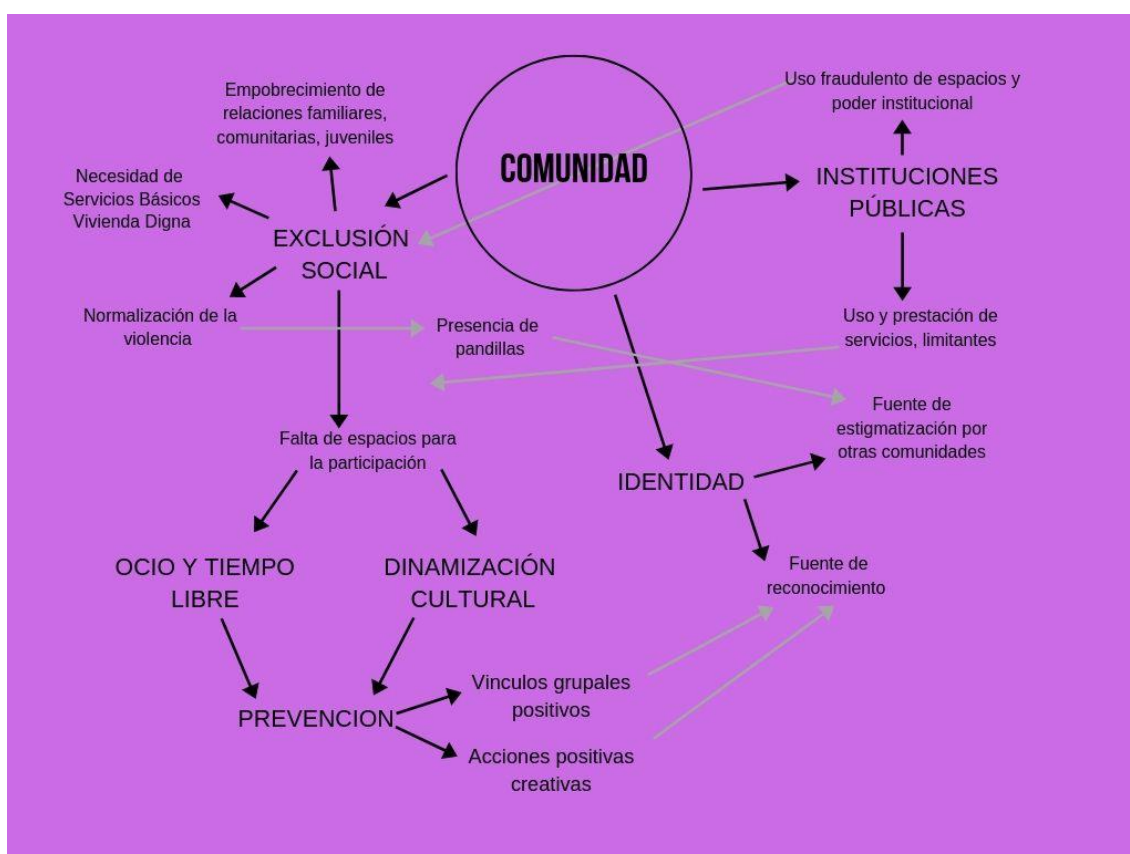 COMUNIDAD
Empobrecimiento de
relaciones familiares,
comunitarias, juveniles
Necesidad de
Servicios Básicos
Vivienda Digna
EXCLUSIÓN
SOCIAL
Normalización de la
violencia
Presencia de
pandillas
Falta de espacios para
la participación
OCIO Y TIEMPO
LIBRE
DINAMIZACIÓN
CULTURAL
PREVENCION
Vinculos grupales
positivos
Acciones positivas
creativas
Uso fraudulento de espacios y
poder institucional
INSTITUCIONES
PÚBLICAS
Uso y prestación de
servicios, limitantes
Fuente de
estigmatización por
otras comunidades
IDENTIDAD
Fuente de
reconocimiento